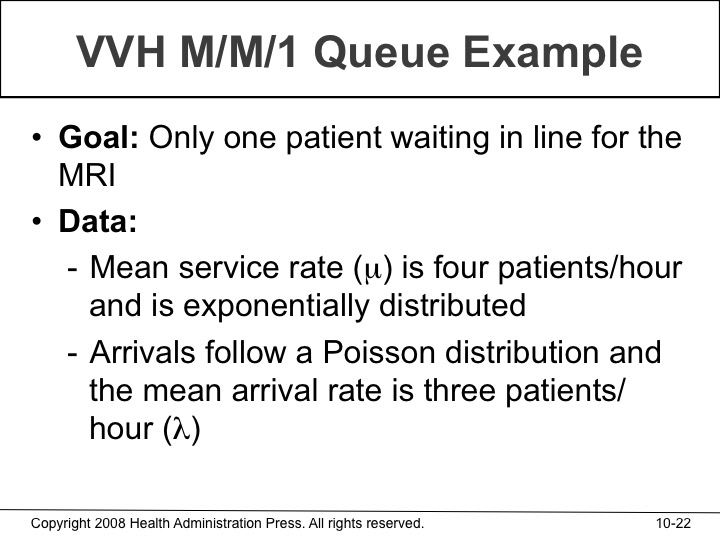 VVH M/M/1 Queue Example
• Goal: Only one patient waiting in line for the
MRI
• Data:
- Mean service rate (μ) is four patients/hour
and is exponentially distributed
- Arrivals follow a Poisson distribution and
the mean arrival rate is three patients/
hour (λ)
Copyright 2008 Health Administration Press. All rights reserved. 10-22